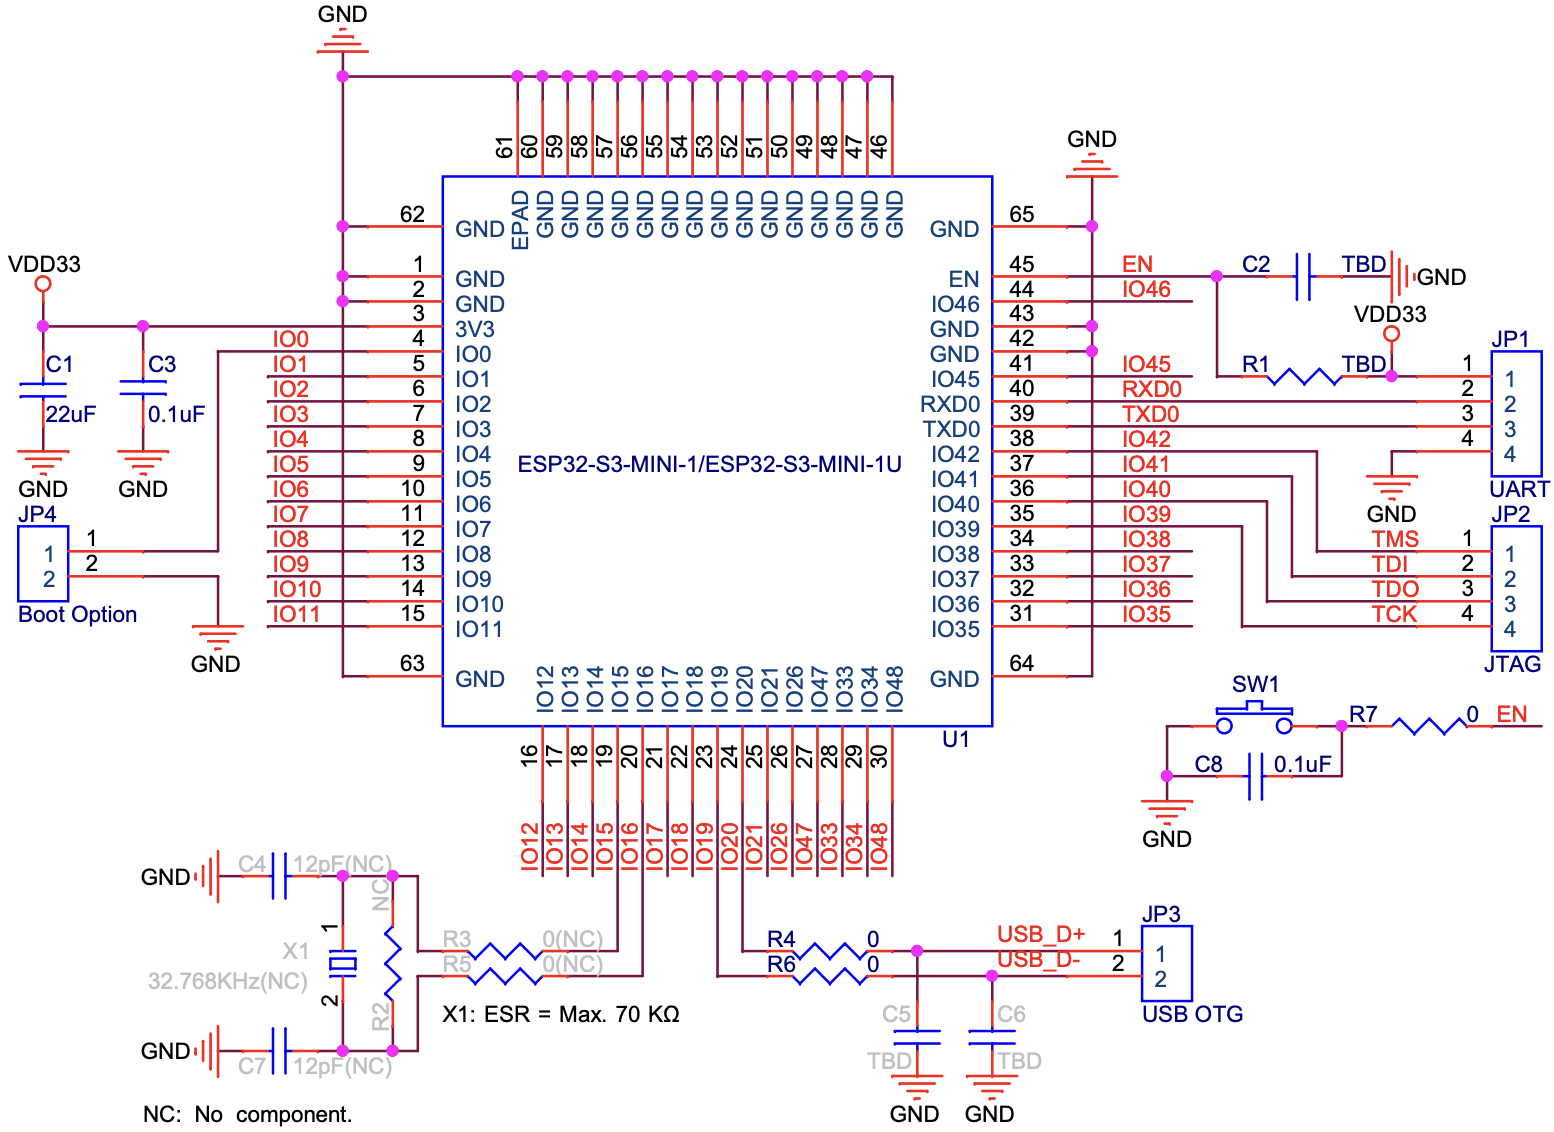 GND
61 60 59 58 57 56 55 54 53 52 51 50 49 48 47 46
EPAD GND GND GND GND GND GND GND GND GND GND GND GND GND GND GND
GND
62 GND
GND 65
VDD33
1 GND
2 GND
3 3V3
IO0 4 IO0
IO1 5 IO1
IO2 6 IO2
IO3 7 IO3
IO4 8 IO4
IO5 9 IO5
IO6 10 IO6
IO7 11 IO7
IO8 12 IO8
IO9 13 IO9
IO10 14 IO10
IO11 15 IO11
63 GND
C1
22uF
GND
C3
0.1uF
GND
JP4
1 1
2 2
Boot Option
GND
ESP32-S3-MINI-1/ESP32-S3-MINI-1U
EN 45 EN
IO46 44 IO46
GND 43
GND 42
IO45 41 IO45
RXD0 40 RXD0
TXD0 39 TXD0
IO42 38 IO42
IO41 37 IO41
IO40 36 IO40
IO39 35 IO39
IO38 34 IO38
IO37 33 IO37
IO36 32 IO36
IO35 31 IO35
GND 64
U1
C2 TBD GND
VDD33
R1 TBD
JP1
1 1
2 2
3 3
4 4
UART
GND
JP2
TMS 1 1
TDI 2 2
TDO 3 3
TCK 4 4
JTAG
SW1
R7 0 EN
C8 0.1uF
GND
IO12 IO13 IO14 IO15 IO16 IO17 IO18 IO19 IO20 IO21 IO26 IO47 IO33 IO34 IO48
16 17 18 19 20 21 22 23 24 25 26 27 28 29 30
IO12 IO13 IO14 IO15 IO16 IO17 IO18 IO19 IO20 IO21 IO26 IO47 IO33 IO34 IO48
GND C4 12pF(NC)
NC
1
X1
32.768KHz(NC)
2
R2
GND C7 12pF(NC)
R3 0(NC)
R5 0(NC)
X1: ESR = Max. 70 KΩ
R4 0
R6 0
USB_D+ 1 1
USB_D- 2 2
JP3
USB OTG
C5
TBD
GND
C6
TBD
GND
NC: No component.